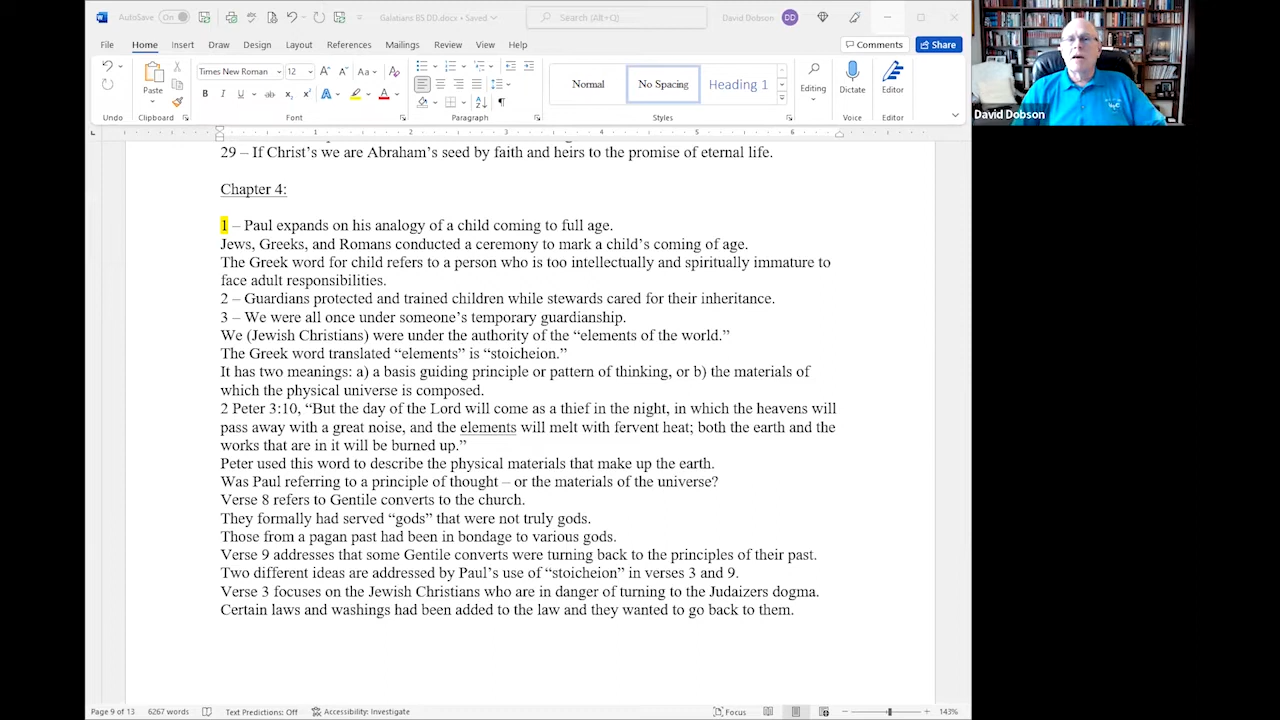 AutoSave
On
Galatians BS DD.docx - Saved
Search (Alt+Q)
David Dobson
DD
File
Home
Insert
Draw
Design
Layout
References
Mailings
Review
View
Help
Comments
Share
Paste
Clipboard
Times New Roman
12
Aa
Font
Paragraph
Normal
No Spacing
Heading 1
Styles
Editing
Dictate
Voice
Editor
Editor
David Dobson
1 2 3 4 5 6
29 – If Christ's we are Abraham's seed by faith and heirs to the promise of eternal life.
Chapter 4:
1 – Paul expands on his analogy of a child coming to full age.
Jews, Greeks, and Romans conducted a ceremony to mark a child's coming of age.
The Greek word for child refers to a person who is too intellectually and spiritually immature to
face adult responsibilities.
2 – Guardians protected and trained children while stewards cared for their inheritance.
3 – We were all once under someone's temporary guardianship.
We (Jewish Christians) were under the authority of the “elements of the world.”
The Greek word translated “elements” is “stoicheion.”
It has two meanings: a) a basis guiding principle or pattern of thinking, or b) the materials of
which the physical universe is composed.
2 Peter 3:10, “But the day of the Lord will come as a thief in the night, in which the heavens will
pass away with a great noise, and the elements will melt with fervent heat; both the earth and the
works that are in it will be burned up.”
Peter used this word to describe the physical materials that make up the earth.
Was Paul referring to a principle of thought – or the materials of the universe?
Verse 8 refers to Gentile converts to the church.
They formally had served “gods” that were not truly gods.
Those from a pagan past had been in bondage to various gods.
Verse 9 addresses that some Gentile converts were turning back to the principles of their past.
Two different ideas are addressed by Paul's use of “stoicheion” in verses 3 and 9.
Verse 3 focuses on the Jewish Christians who are in danger of turning to the Judaizers dogma.
Certain laws and washings had been added to the law and they wanted to go back to them.
Page 9 of 13
6267 words
Text Predictions: Off
Accessibility: Investigate
Focus
143%